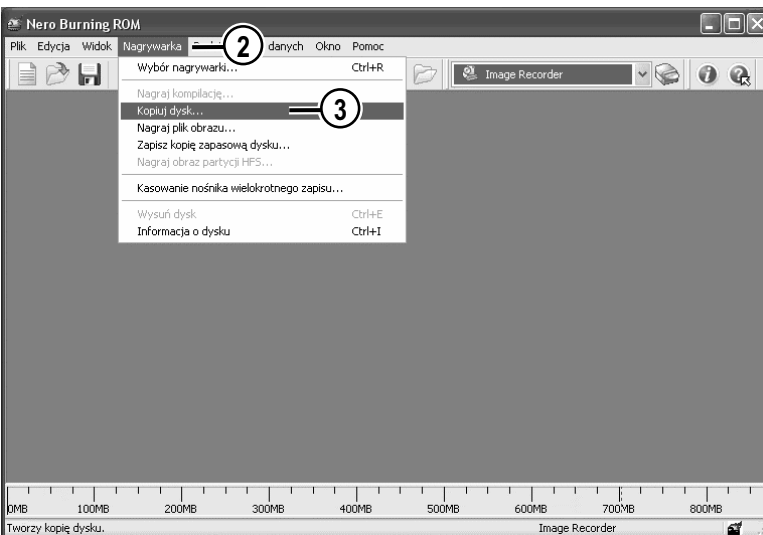 Nero Burning ROM
Plik Edycja Widok Nagrywarka 2 danych Okno Pomoc
Image Recorder
Wybór nagrywarki... Ctrl+R
Nagraj kompilację...
Kopiuj dysk... 3
Nagraj plik obrazu...
Zapisz kopię zapasową dysku...
Nagraj obraz partycji HFS...
Kasowanie nośnika wielokrotnego zapisu...
Wysuń dysk Ctrl+E
Informacja o dysku Ctrl+I
0MB 100MB 200MB 300MB 400MB 500MB 600MB 700MB 800MB
Tworzy kopię dysku. Image Recorder